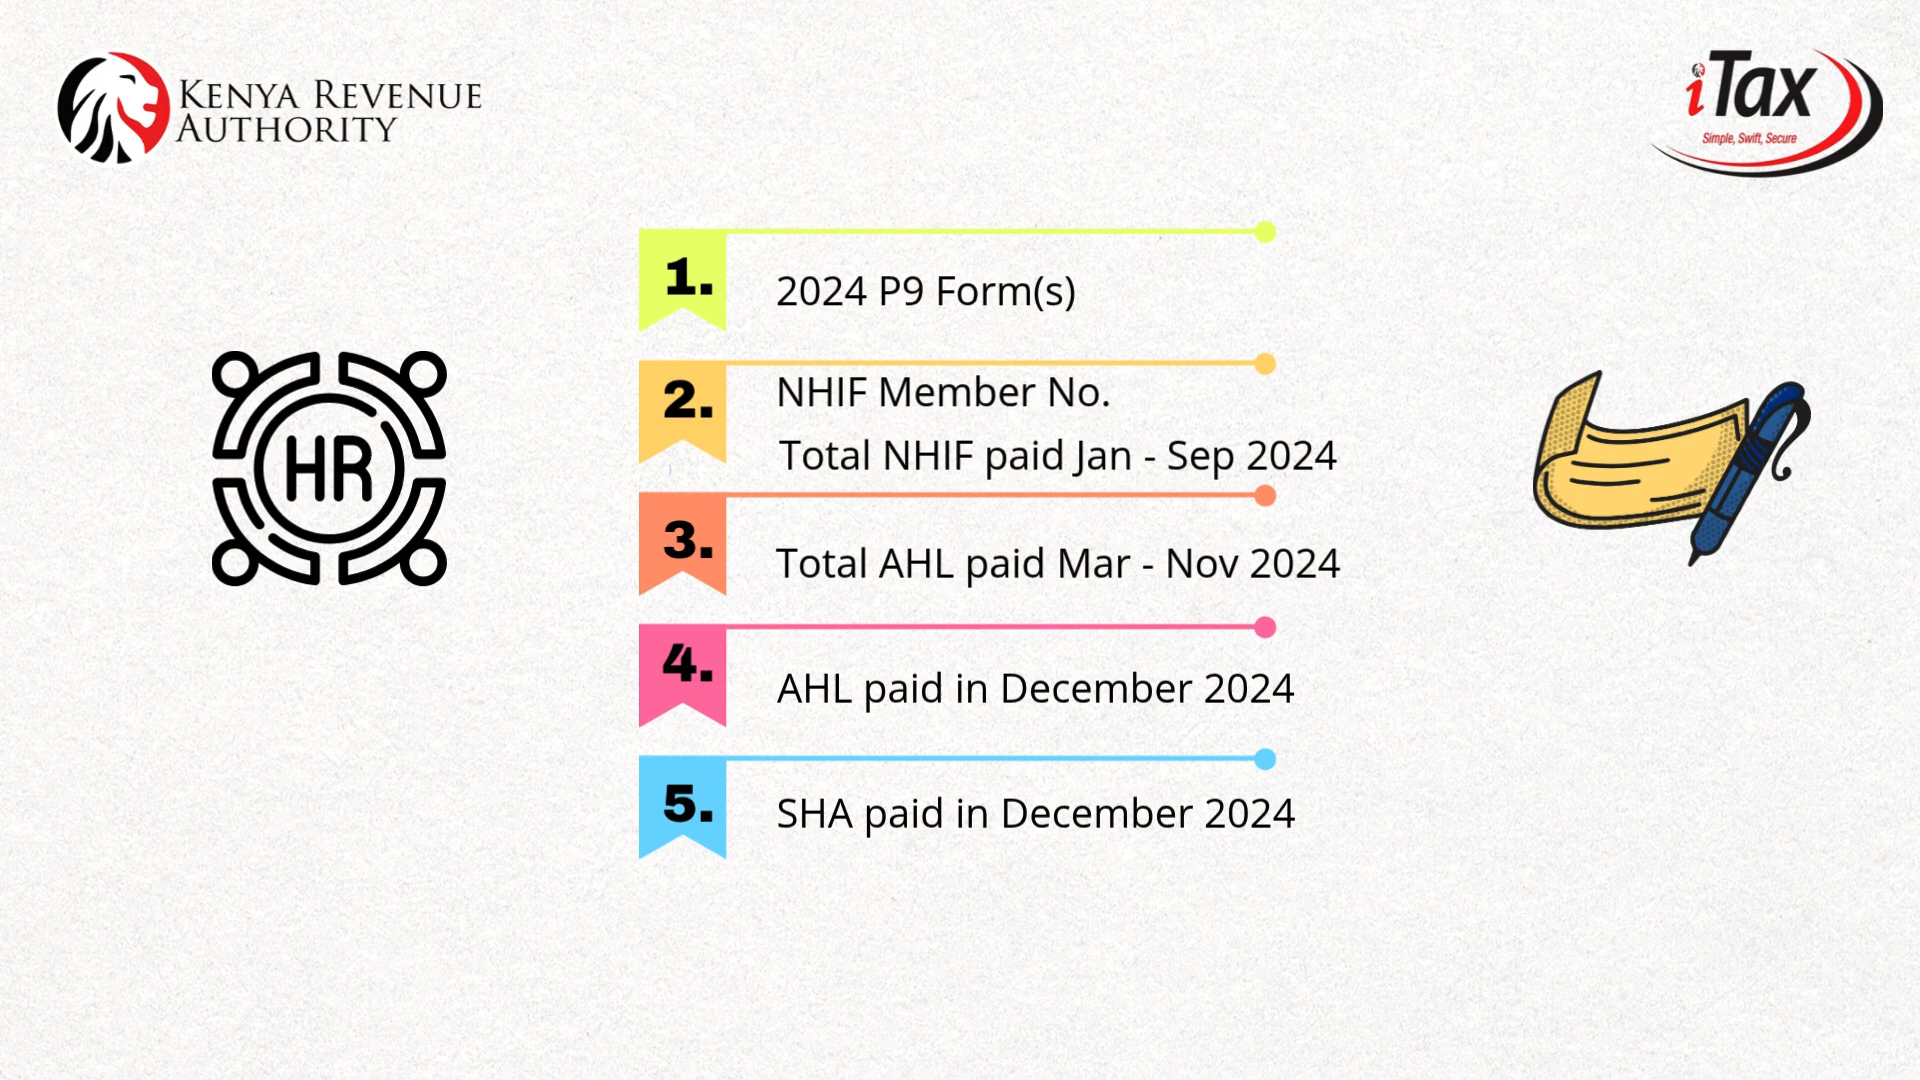 KENYA REVENUE
AUTHORITY
iTax
Simple, Swift, Secure
1.
2024 P9 Form(s)
2.
NHIF Member No.
Total NHIF paid Jan - Sep 2024
HR
3.
Total AHL paid Mar - Nov 2024
4.
AHL paid in December 2024
5.
SHA paid in December 2024